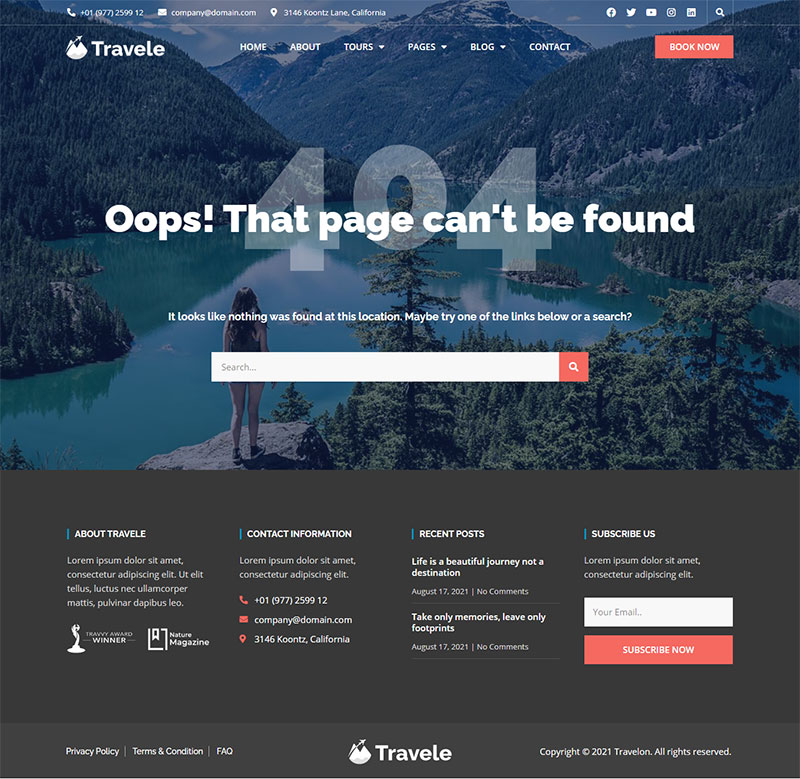 +01 (977) 2599 12 company@domain.com 3146 Koontz Lane, California
Travele HOME ABOUT TOURS PAGES BLOG CONTACT BOOK NOW
404
Oops! That page can't be found
It looks like nothing was found at this location. Maybe try one of the links below or a search?
Search...
ABOUT TRAVELE
Lorem ipsum dolor sit amet,
consectetur adipiscing elit. Ut elit
tellus, luctus nec ullamcorper
mattis, pulvinar dapibus leo.
TRAVVY AWARD
WINNER
Nature
Magazine
CONTACT INFORMATION
Lorem ipsum dolor sit amet,
consectetur adipiscing elit.
+01 (977) 2599 12
company@domain.com
3146 Koontz, California
RECENT POSTS
Life is a beautiful journey not a
destination
August 17, 2021 | No Comments
Take only memories, leave only
footprints
August 17, 2021 | No Comments
SUBSCRIBE US
Lorem ipsum dolor sit amet,
consectetur adipiscing elit.
Your Email..
SUBSCRIBE NOW
Privacy Policy | Terms & Condition | FAQ
Travele
Copyright © 2021 Travelon. All rights reserved.